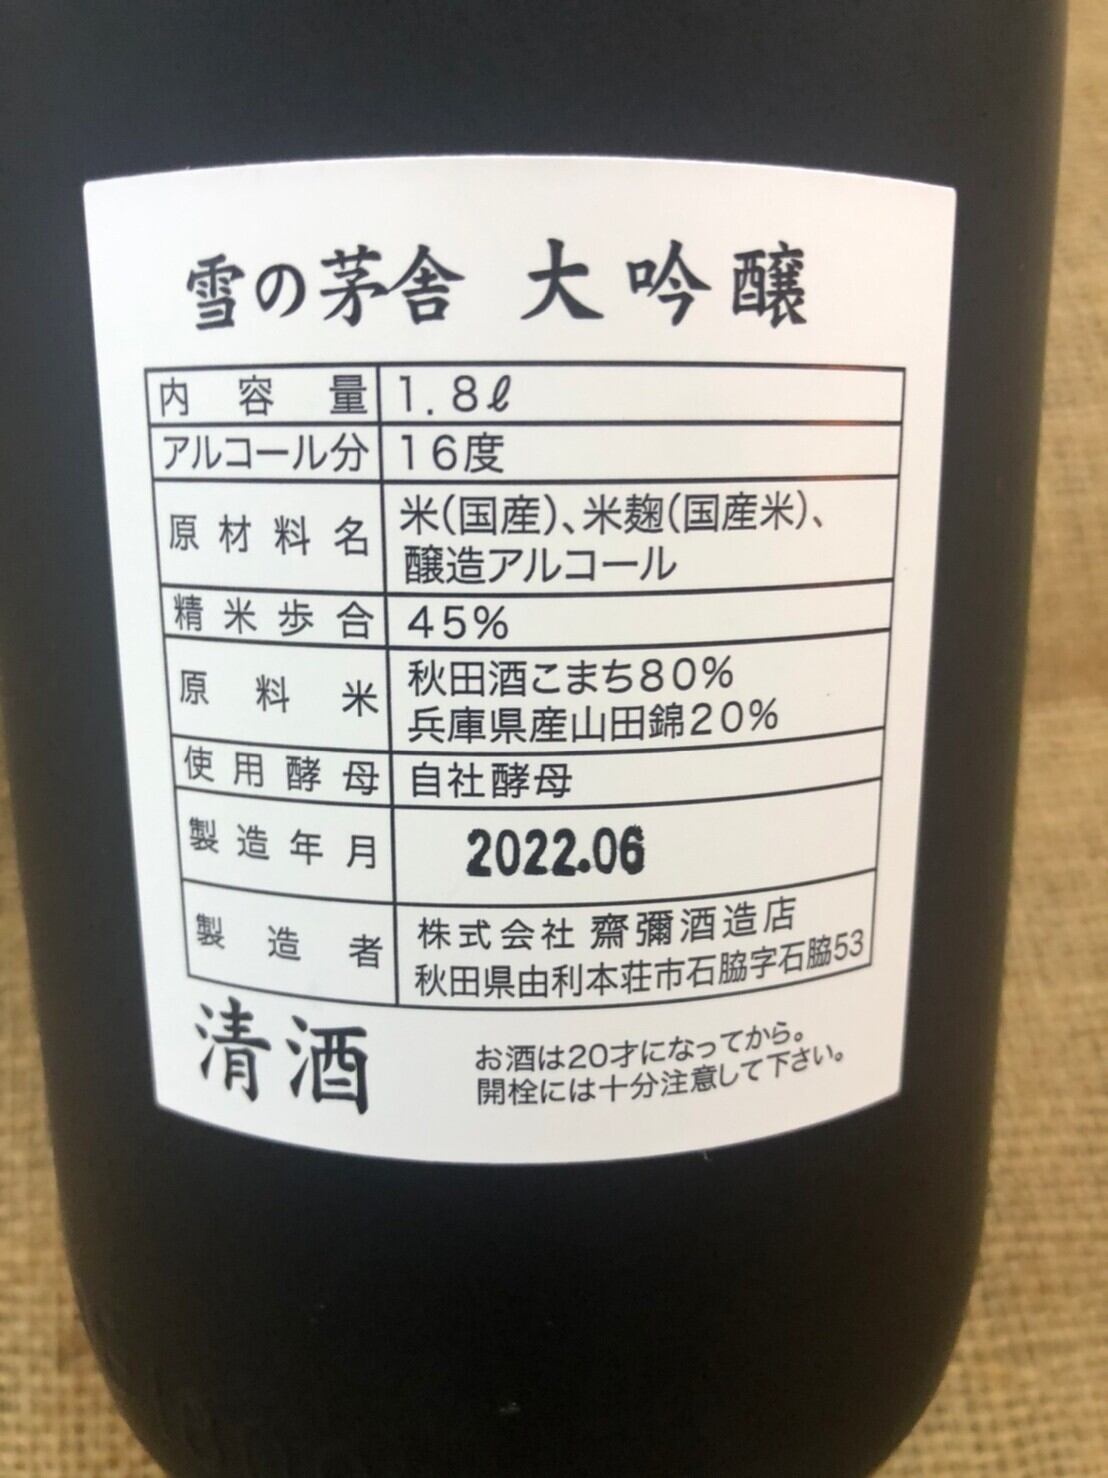 雪の茅舎 大吟醸
内容量 1.8ℓ
アルコール分 16度
原材料名 米(国産)、米麹(国産米)、
醸造アルコール
精米歩合 45%
原料米 秋田酒こまち80%
兵庫県産山田錦20%
使用酵母 自社酵母
製造年月 2022.06
製造者 株式会社 齋彌酒造店
秋田県由利本荘市石脇字石脇53
清酒
お酒は20才になってから。
開栓には十分注意して下さい。